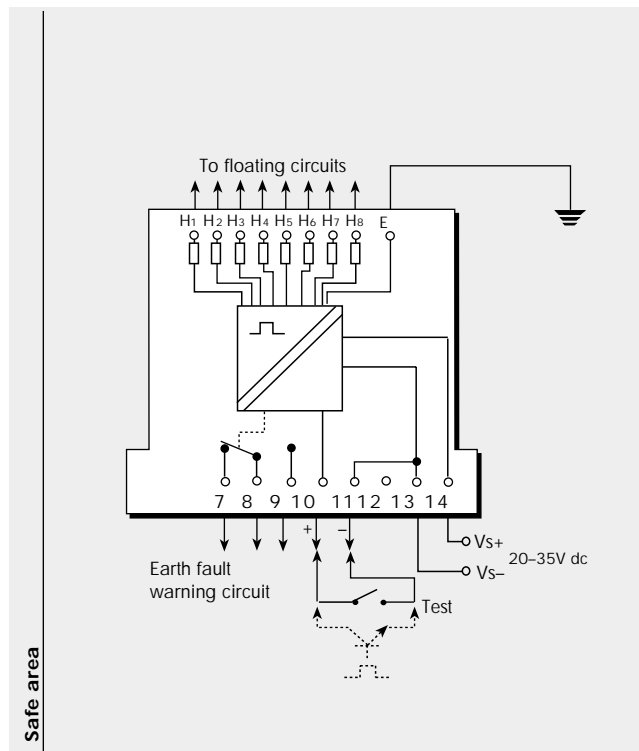 To floating circuits
H1 H2 H3 H4 H5 H6 H7 H8 E
7 8 9 10 11 12 13 14
+ −
Vs+
20–35V dc
Vs−
Earth fault
warning circuit
Test
Safe area